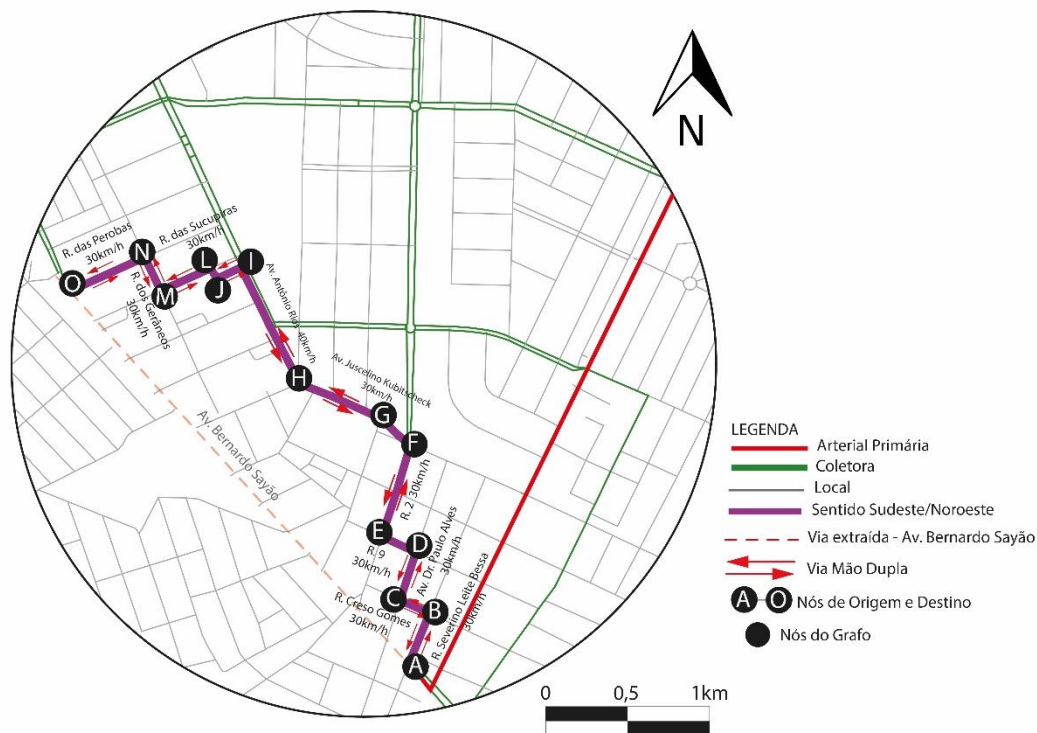 N
R. das Perobas
30km/h
R. das Sucupiras
30km/h
O
N
L
I
M
J
R. dos Gerâneos
30km/h
Av. Antônio Rios 40km/h
H
Av. Juscelino Kubitscheck
30km/h
G
F
Av. Bernardo Sayão
R. 2 30km/h
E
D
R. 9
30km/h
Av. Dr. Paulo Alves
30km/h
C
B
R. Creso Gomes
30km/h
R. Severino Leite Bessa
30km/h
A
LEGENDA
Arterial Primária
Coletora
Local
Sentido Sudeste/Noroeste
Via extraída - Av. Bernardo Sayão
Via Mão Dupla
A O Nós de Origem e Destino
Nós do Grafo
0 0,5 1km